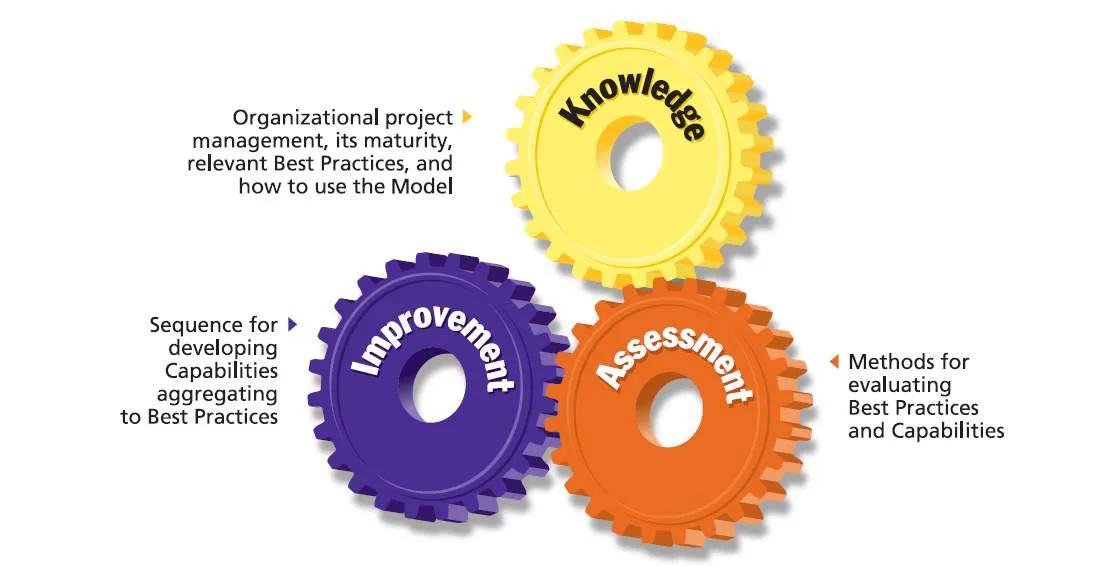 Knowledge
Organizational project
management, its maturity,
relevant Best Practices, and
how to use the Model
Improvement
Sequence for
developing
Capabilities
aggregating
to Best Practices
Assessment
Methods for
evaluating
Best Practices
and Capabilities